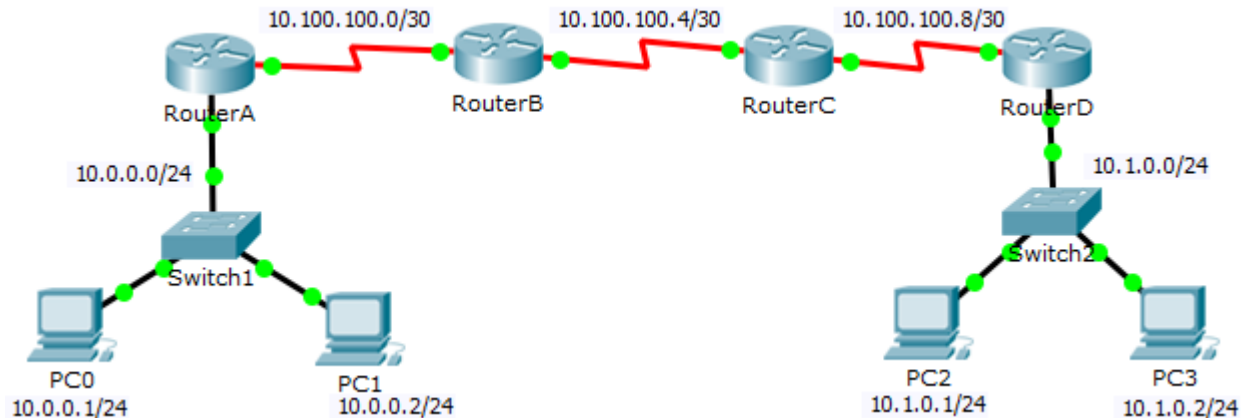 10.100.100.0/30
10.100.100.4/30
10.100.100.8/30
RouterA
RouterB
RouterC
RouterD
10.0.0.0/24
10.1.0.0/24
Switch1
Switch2
PC0
10.0.0.1/24
PC1
10.0.0.2/24
PC2
10.1.0.1/24
PC3
10.1.0.2/24